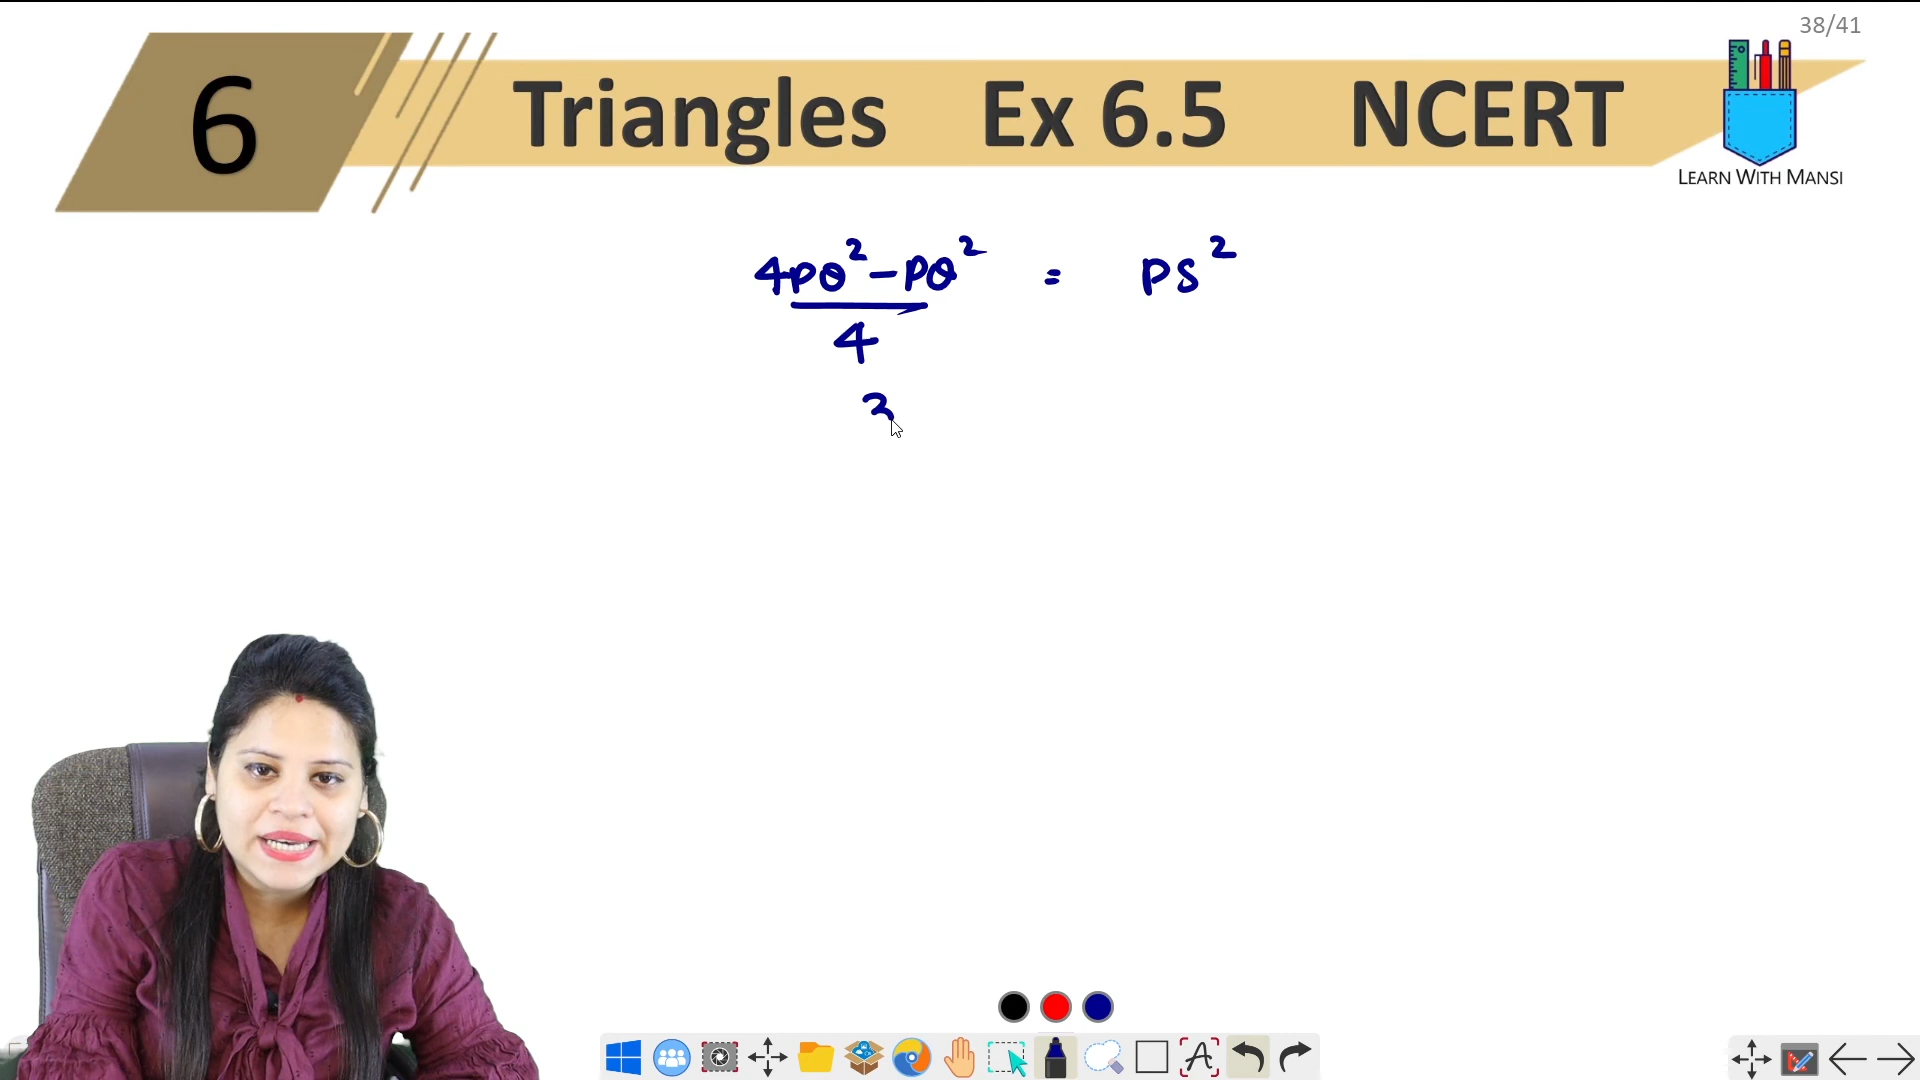 38/41
6 Triangles Ex 6.5 NCERT
LEARN WITH MANSI
4PQ² - PQ² = PS²
4
3